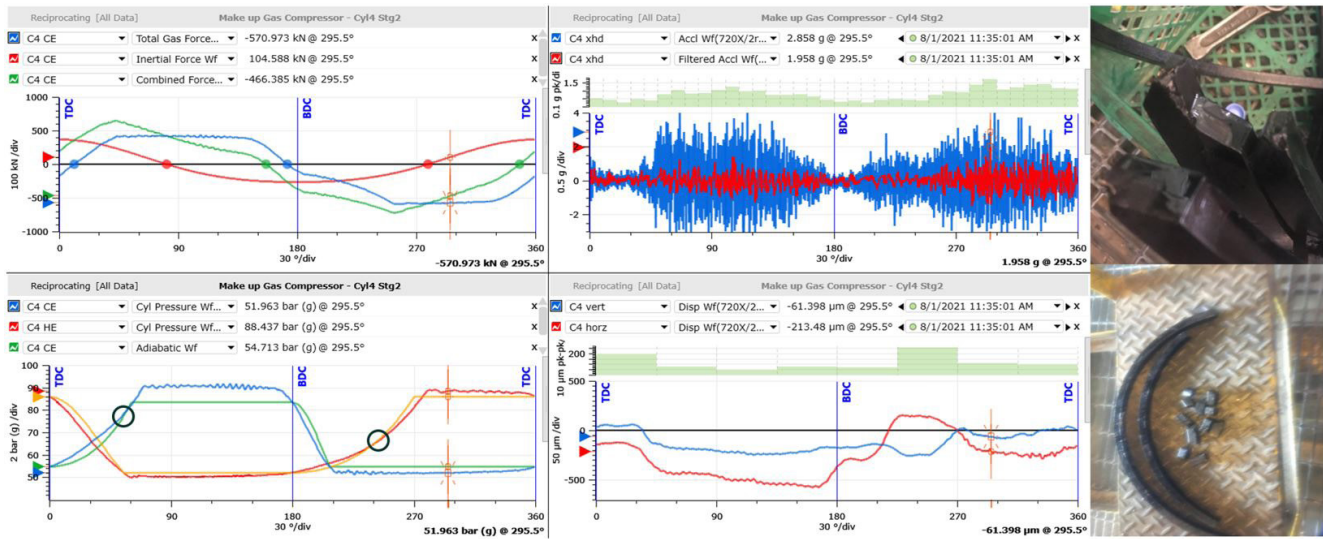 Reciprocating [All Data] Make up Gas Compressor - Cyl4 Stg2
C4 CE Total Gas Force... -570.973 kN @ 295.5° x
C4 CE Inertial Force Wf 104.588 kN @ 295.5° x
C4 CE Combined Force... -466.385 kN @ 295.5° x
100 kN /div
1000
500
0
-500
-1000
TDC
BDC
TDC
0 90 180 270 360
30 °/div
-570.973 kN @ 295.5°
Reciprocating [All Data] Make up Gas Compressor - Cyl4 Stg2
C4 xhd Accl Wf(720X/2r... 2.858 g @ 295.5° 8/1/2021 11:35:01 AM x
C4 xhd Filtered Accl Wf(... 1.958 g @ 295.5° 8/1/2021 11:35:01 AM x
0.1 g pk/di
1.5
0.5 g /div
4
2
0
-2
TDC
BDC
TDC
0 90 180 270 360
30 °/div
1.958 g @ 295.5°
Reciprocating [All Data] Make up Gas Compressor - Cyl4 Stg2
C4 CE Cyl Pressure Wf... 51.963 bar (g) @ 295.5° x
C4 HE Cyl Pressure Wf... 88.437 bar (g) @ 295.5° x
C4 CE Adiabatic Wf 54.713 bar (g) @ 295.5° x
2 bar (g) /div
100
90
80
70
60
50
TDC
BDC
TDC
0 90 180 270 360
30 °/div
51.963 bar (g) @ 295.5°
Reciprocating [All Data] Make up Gas Compressor - Cyl4 Stg2
C4 vert Disp Wf(720X/2... -61.398 µm @ 295.5° 8/1/2021 11:35:01 AM x
C4 horz Disp Wf(720X/2... -213.48 µm @ 295.5° 8/1/2021 11:35:01 AM x
10 µm pk-pk/
200
50 µm /div
500
0
-500
TDC
BDC
TDC
0 90 180 270 360
30 °/div
-61.398 µm @ 295.5°